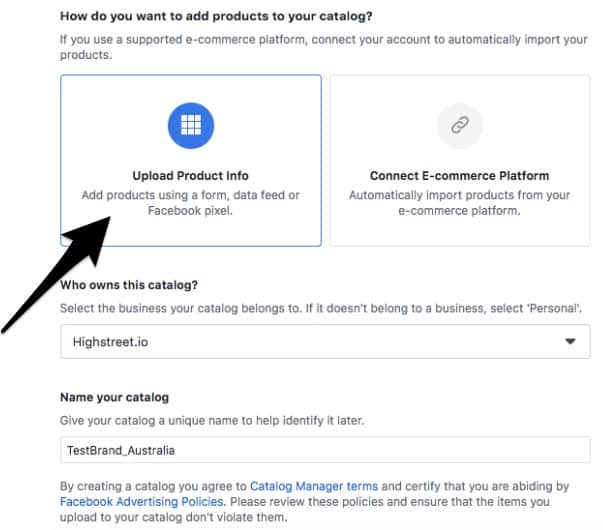 How do you want to add products to your catalog?
If you use a supported e-commerce platform, connect your account to automatically import your
products.
Upload Product Info
Add products using a form, data feed or
Facebook pixel.
Connect E-commerce Platform
Automatically import products from your
e-commerce platform.
Who owns this catalog?
Select the business your catalog belongs to. If it doesn't belong to a business, select 'Personal'.
Highstreet.io
Name your catalog
Give your catalog a unique name to help identify it later.
TestBrand_Australia
By creating a catalog you agree to Catalog Manager terms and certify that you are abiding by
Facebook Advertising Policies. Please review these policies and ensure that the items you
upload to your catalog don't violate them.